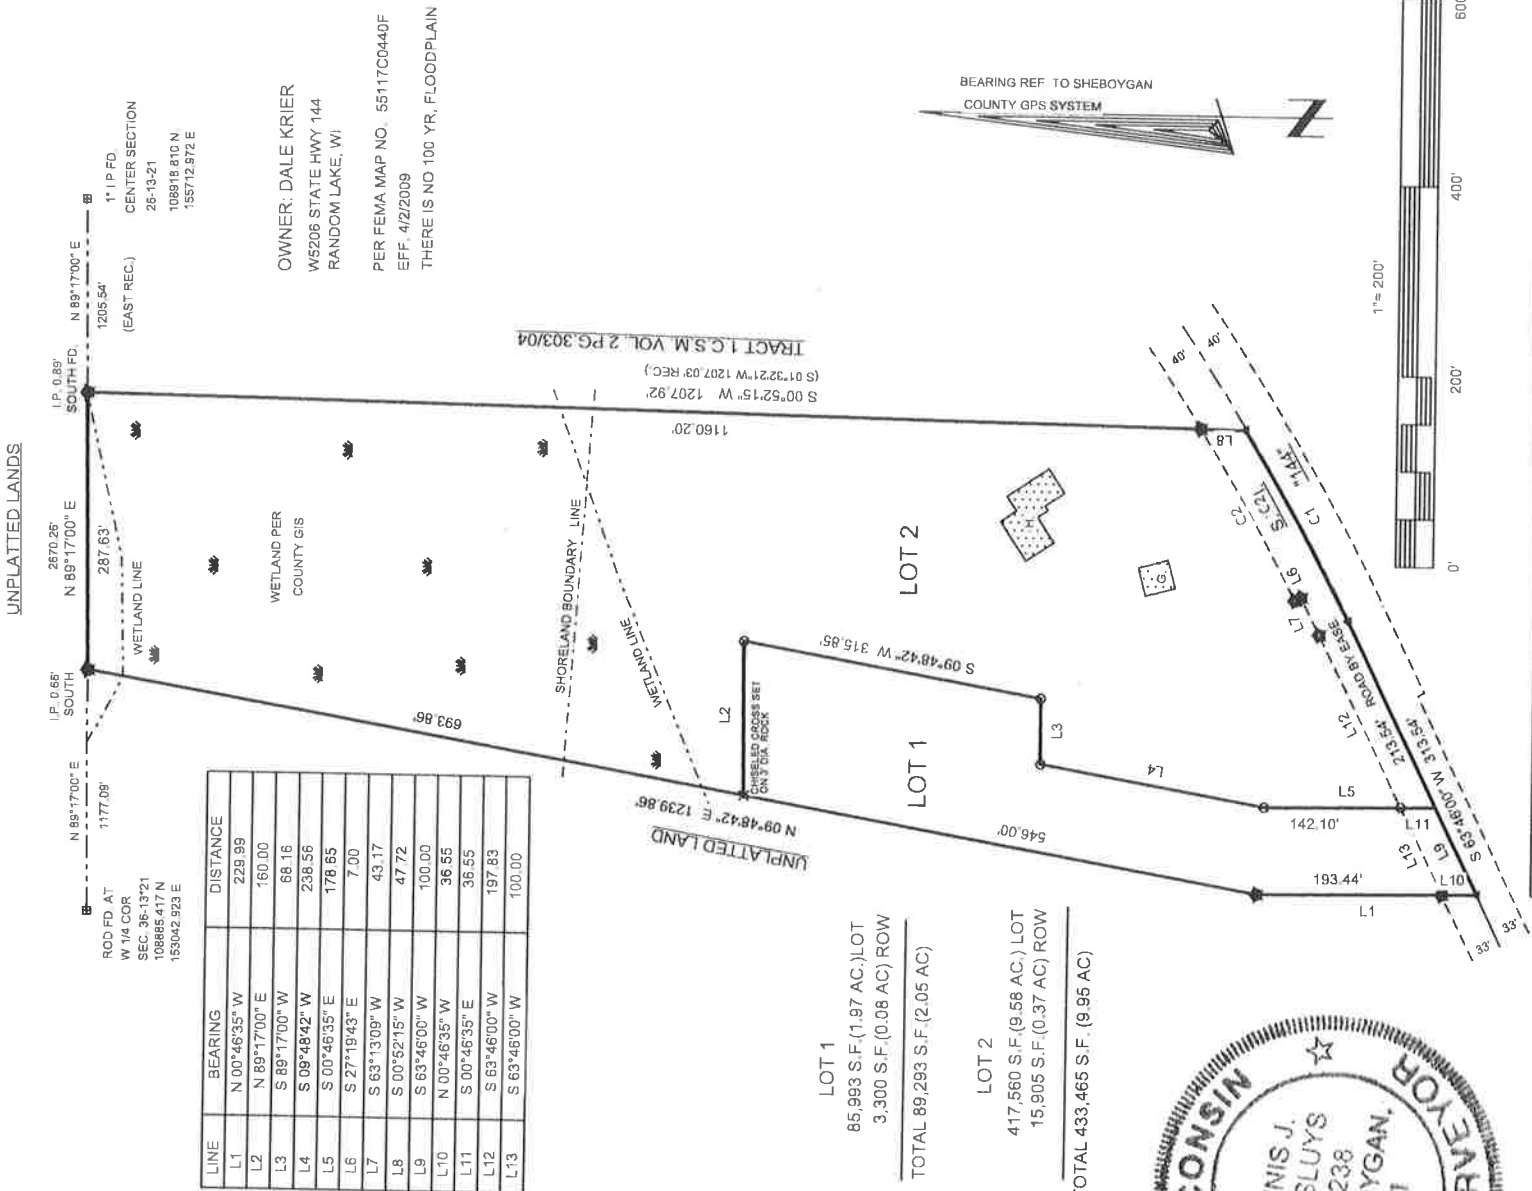 UNPLATTED LANDS
2670.26'
N 89°17'00" E
287.63'
I.P. 0.66'
SOUTH
I.P. 0.89'
SOUTH FD.
N 89°17'00" E
1177.09'
N 89°17'00" E
1205.54'
(EAST REC.)
1" I P FD.
CENTER SECTION
26-13-21
108918.810 N
155712.972 E
ROD FD. AT
W 1/4 COR
SEC. 36-13*21
108885.417 N
153042.923 E
OWNER: DALE KRIER
W5206 STATE HWY 144
RANDOM LAKE, WI
PER FEMA MAP NO. 55117C0440F
EFF. 4/2/2009
THERE IS NO 100 YR. FLOODPLAIN
BEARING REF TO SHEBOYGAN
COUNTY GPS SYSTEM
N
WETLAND LINE
WETLAND PER
COUNTY GIS
SHORELAND BOUNDARY LINE
WETLAND LINE
TRACT 1 C.S.M. VOL. 2 PG.303/04
(S 01°32'21"W 1207.03' REC.)
S 00°52'15" W 1207.92'
1160.20'
693.86'
N 09°48'42" E 1239.86'
UNPLATTED LAND
546.00'
CHISELED CROSS SET
ON 3' DIA. ROCK
L2
S 09°48'42" W 315.85'
L3
L4
LOT 1
LOT 2
H
G
L5
142.10'
L11
193.44'
L1
L10
L13
L9
L12
L7
L6
C2
L8
40'
40'
S. 
"144"
C1
ROAD BY EASE
213.54'
S 63°46'00" W 313.54'
33'
33'
LINE BEARING DISTANCE
L1 N 00°46'35" W 229.99
L2 N 89°17'00" E 160.00
L3 S 89°17'00" W 68.16
L4 S 09°48'42" W 238.56
L5 S 00°46'35" E 178.65
L6 S 27°19'43" E 7.00
L7 S 63°13'09" W 43.17
L8 S 00°52'15" W 47.72
L9 S 63°46'00" W 100.00
L10 N 00°46'35" W 36.55
L11 S 00°46'35" E 36.55
L12 S 63°46'00" W 197.83
L13 S 63°46'00" W 100.00
LOT 1
85,993 S.F.(1.97 AC.)LOT
3,300 S.F.(0.08 AC) ROW
TOTAL 89,293 S.F.(2.05 AC)
LOT 2
417,560 S.F.(9.58 AC.) LOT
15,905 S.F.(0.37 AC) ROW
OTAL 433,465 S.F. (9.95 AC)
1"= 200'
0'
200'
400'
600
CONSIN
NIS J.
SLUYS
238
YGAN,
RVEYOR